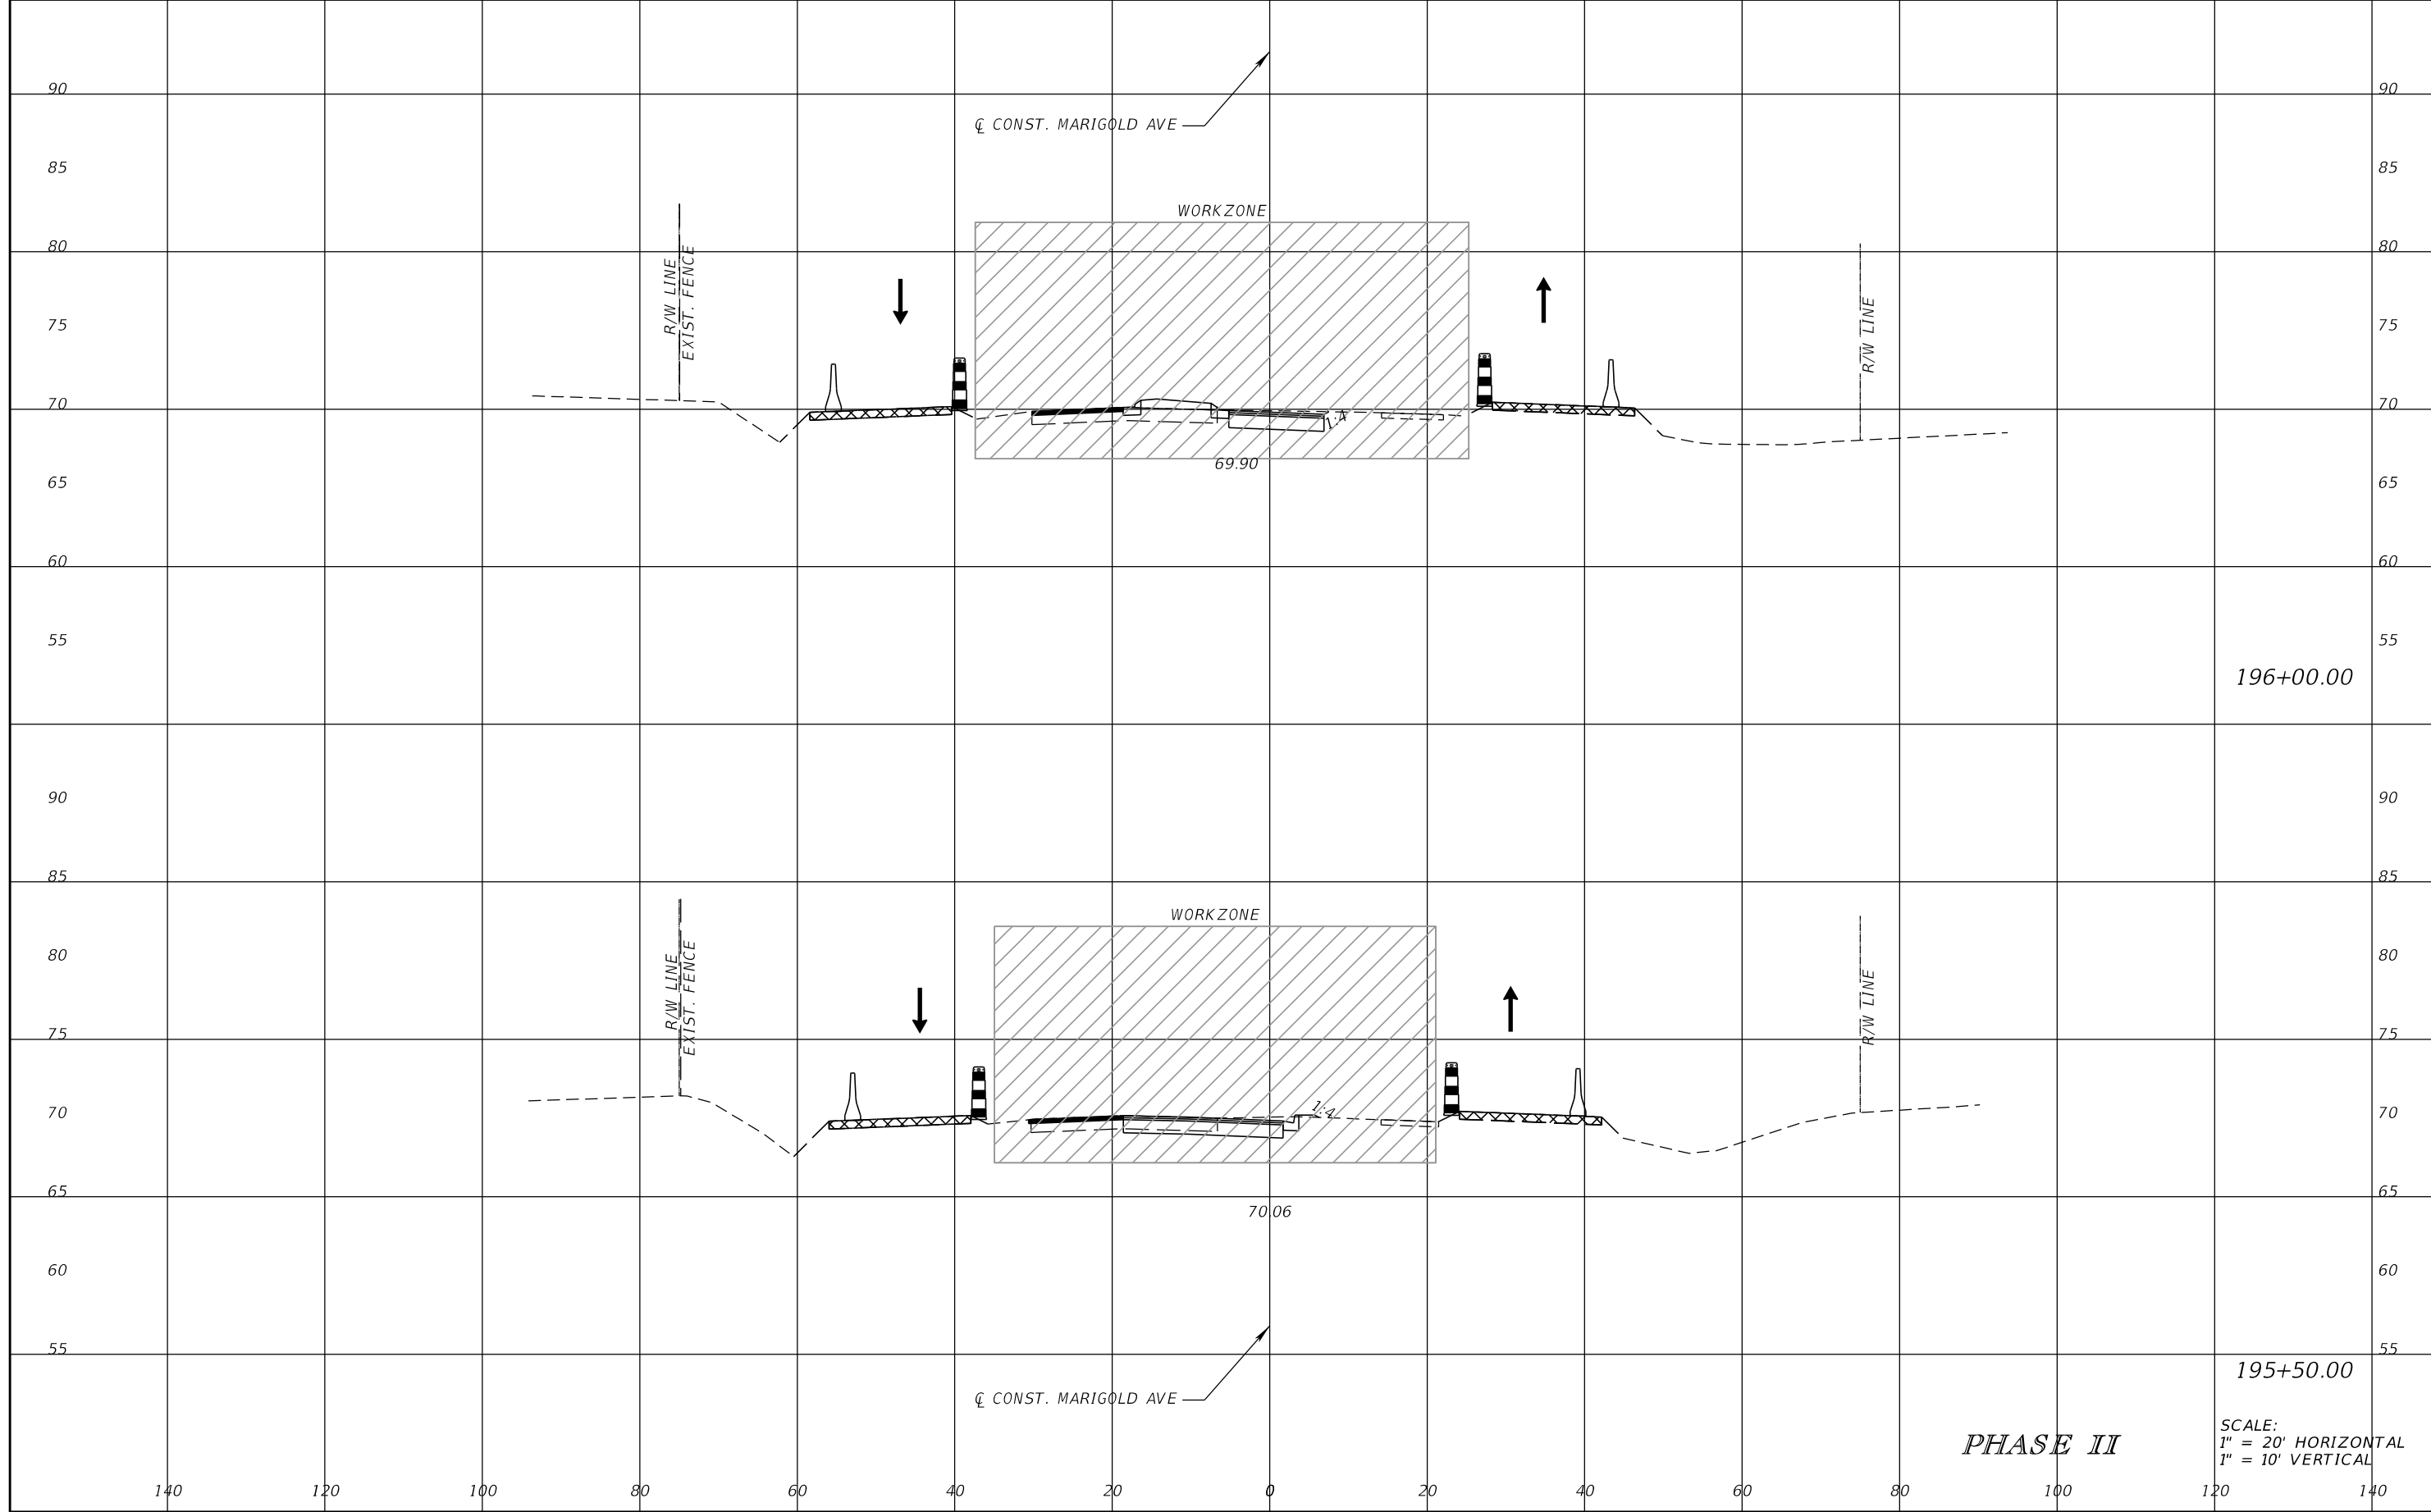 90 90
℄ CONST. MARIGOLD AVE
85 85
WORKZONE
80 80
R/W LINE
EXIST. FENCE
R/W LINE
75 75
70 70
1:4
69.90
65 65
60 60
55 55
196+00.00
90 90
85 85
WORKZONE
80 80
R/W LINE
EXIST. FENCE
R/W LINE
75 75
70 70
1:4
65 65
70.06
60 60
55 55
195+50.00
℄ CONST. MARIGOLD AVE
PHASE II
SCALE:
1" = 20' HORIZONTAL
1" = 10' VERTICAL
140 120 100 80 60 40 20 0 20 40 60 80 100 120 140